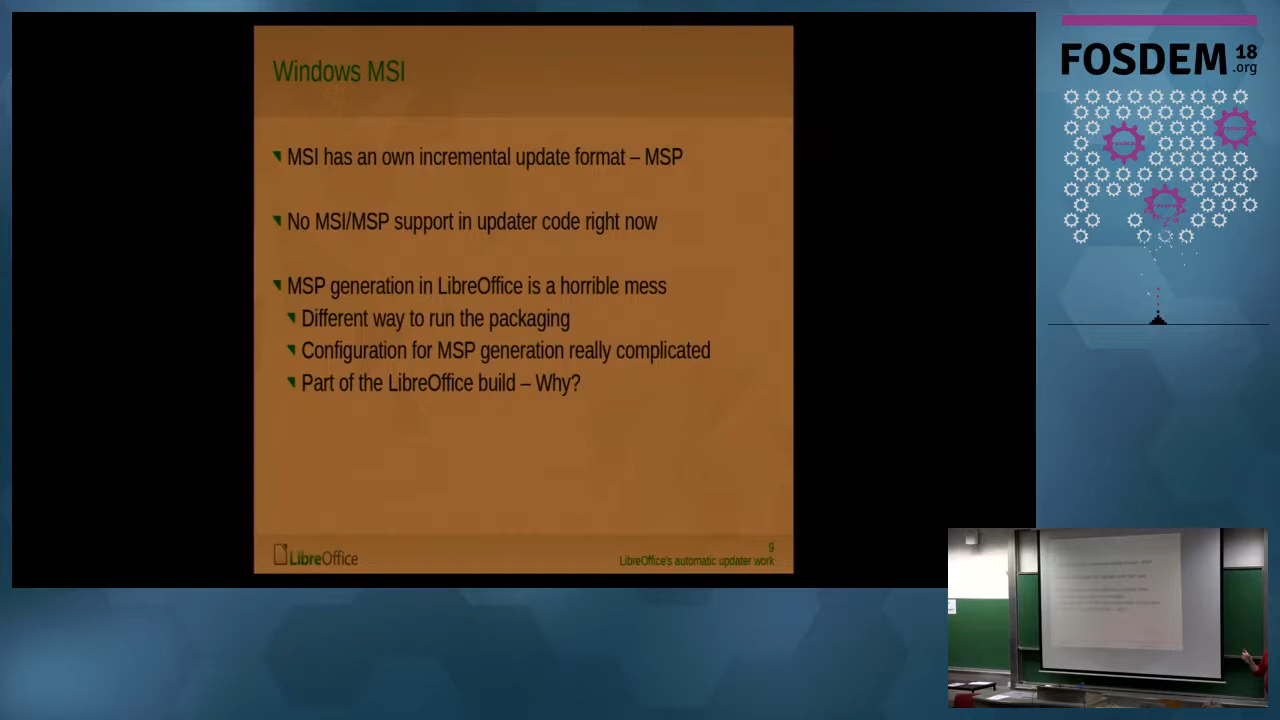 Windows MSI
MSI has an own incremental update format – MSP
No MSI/MSP support in updater code right now
MSP generation in LibreOffice is a horrible mess
Different way to run the packaging
Configuration for MSP generation really complicated
Part of the LibreOffice build – Why?
LibreOffice
9
LibreOffice's automatic updater work
FOSDEM 18
.org